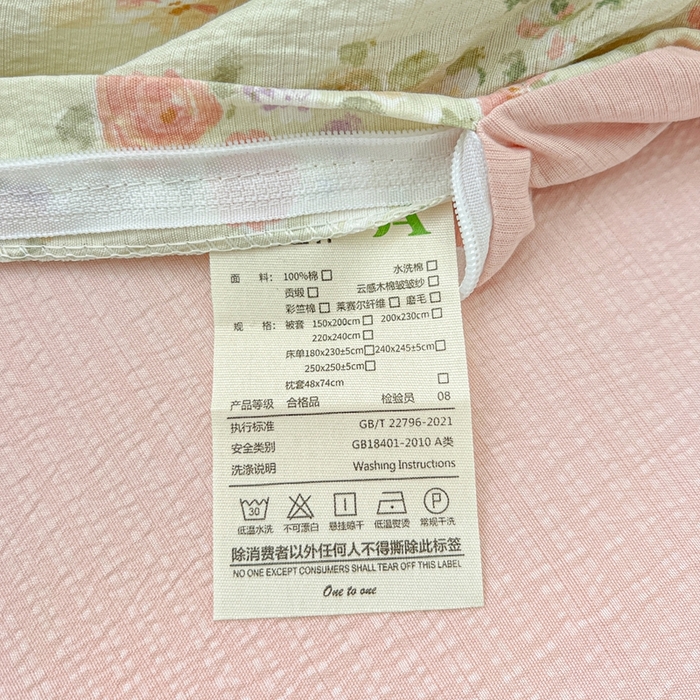 A
面 料: 100%棉□ 水洗棉□
贡缎□ 云感木棉皱皱纱□
彩竺棉□ 莱赛尔纤维□ 磨毛□
规 格: 被套 150x200cm□ 200x230cm□
220x240cm□
床单180x230±5cm□240x245±5cm□
250x250±5cm□
枕套48x74cm □
产品等级 合格品 检验员 08
执行标准 GB/T 22796-2021
安全类别 GB18401-2010 A类
洗涤说明 Washing Instructions
30 P
低温水洗 不可漂白 悬挂晾干 低温熨烫 常规干洗
除消费者以外任何人不得撕除此标签
NO ONE EXCEPT CONSUMERS SHALL TEAR OFF THIS LABEL
One to one